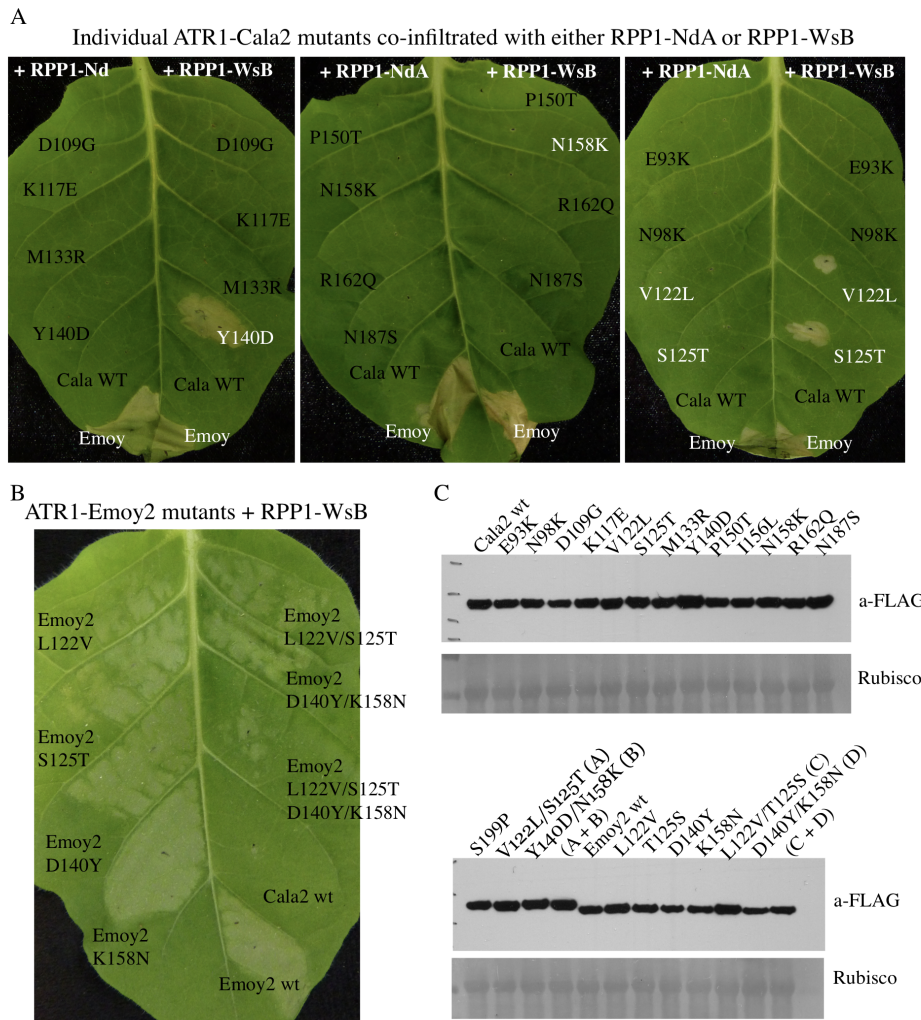 A
Individual ATR1-Cala2 mutants co-infiltrated with either RPP1-NdA or RPP1-WsB
+ RPP1-Nd + RPP1-WsB
D109G D109G
K117E K117E
M133R M133R
Y140D Y140D
Cala WT Cala WT
Emoy Emoy
+ RPP1-NdA + RPP1-WsB
P150T P150T
N158K N158K
R162Q R162Q
N187S N187S
Cala WT Cala WT
Emoy Emoy
+ RPP1-NdA + RPP1-WsB
E93K E93K
N98K N98K
V122L V122L
S125T S125T
Cala WT Cala WT
Emoy Emoy
B
ATR1-Emoy2 mutants + RPP1-WsB
Emoy2
L122V
Emoy2
S125T
Emoy2
D140Y
Emoy2
K158N
Emoy2
L122V/S125T
Emoy2
D140Y/K158N
Emoy2
L122V/S125T
D140Y/K158N
Cala2 wt
Emoy2 wt
C
Cala2 wt
E93K
N98K
D109G
K117E
V122L
S125T
M133R
Y140D
P150T
I156L
N158K
R162Q
N187S
a-FLAG
Rubisco
S199P
V122L/S125T (A)
Y140D/N158K (B)
(A + B)
Emoy2 wt
L122V
T125S
D140Y
K158N
L122V/T125S (C)
D140Y/K158N (D)
(C + D)
a-FLAG
Rubisco